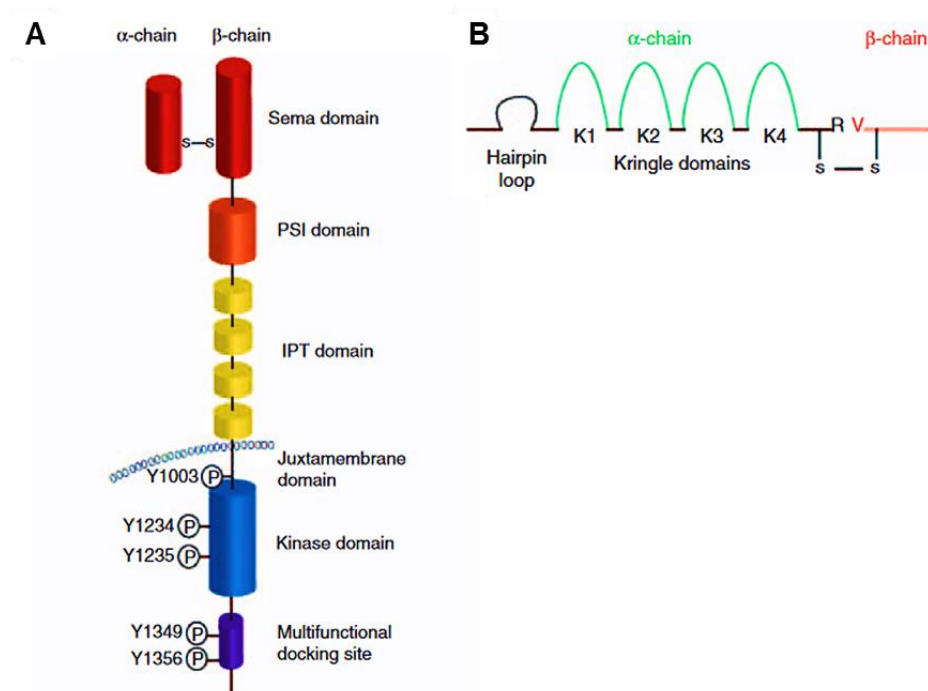 A
α-chain β-chain
s–s
Sema domain
PSI domain
IPT domain
Juxtamembrane
domain
Y1003 P
Y1234 P
Y1235 P
Kinase domain
Y1349 P
Y1356 P
Multifunctional
docking site
B
α-chain
β-chain
K1 K2 K3 K4
R V
Hairpin
loop
Kringle domains
s — s